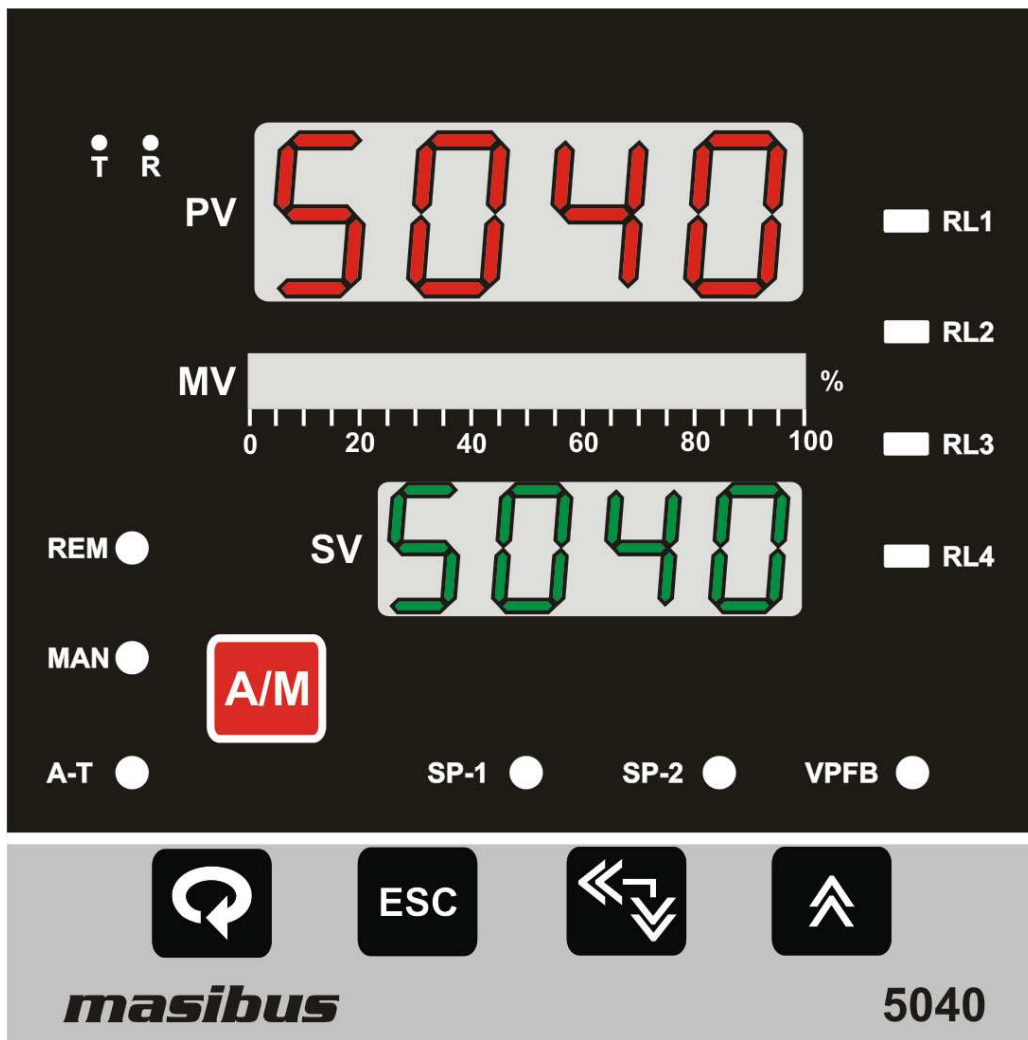 T R
PV 5040 RL1
RL2
MV %
0 20 40 60 80 100
RL3
REM SV 5040 RL4
MAN A/M
A-T SP-1 SP-2 VPFB
ESC
masibus 5040